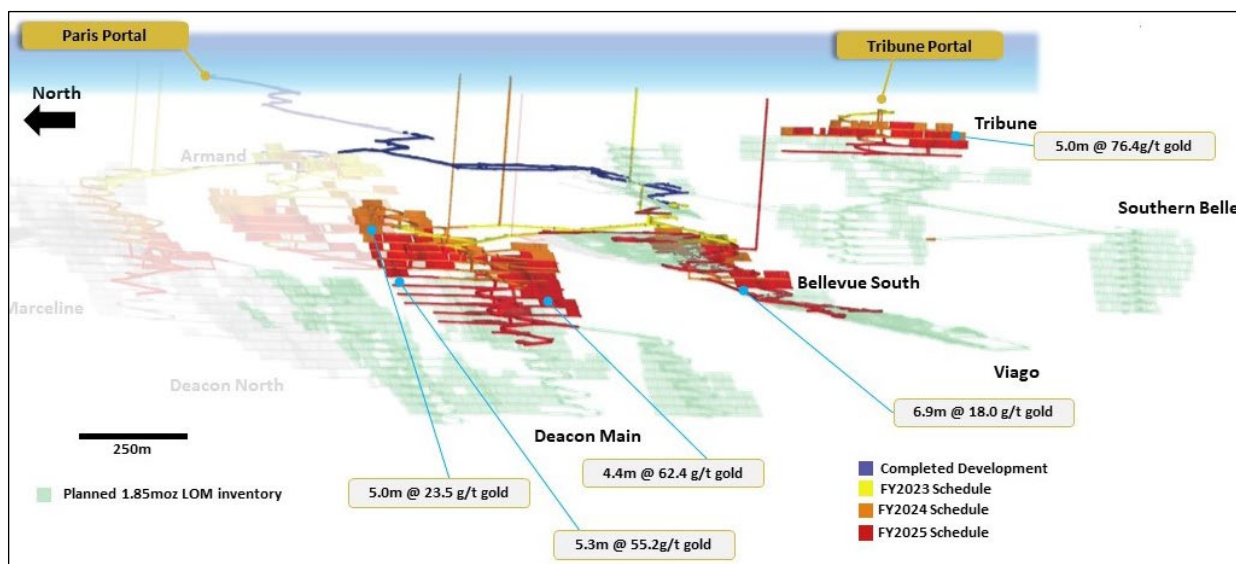 Paris Portal
Tribune Portal
North
Tribune
5.0m @ 76.4g/t gold
Armand
Southern Belle
Bellevue South
Marceline
Deacon North
Viago
6.9m @ 18.0 g/t gold
250m
Deacon Main
4.4m @ 62.4 g/t gold
Planned 1.85moz LOM inventory
5.0m @ 23.5 g/t gold
5.3m @ 55.2g/t gold
Completed Development
FY2023 Schedule
FY2024 Schedule
FY2025 Schedule